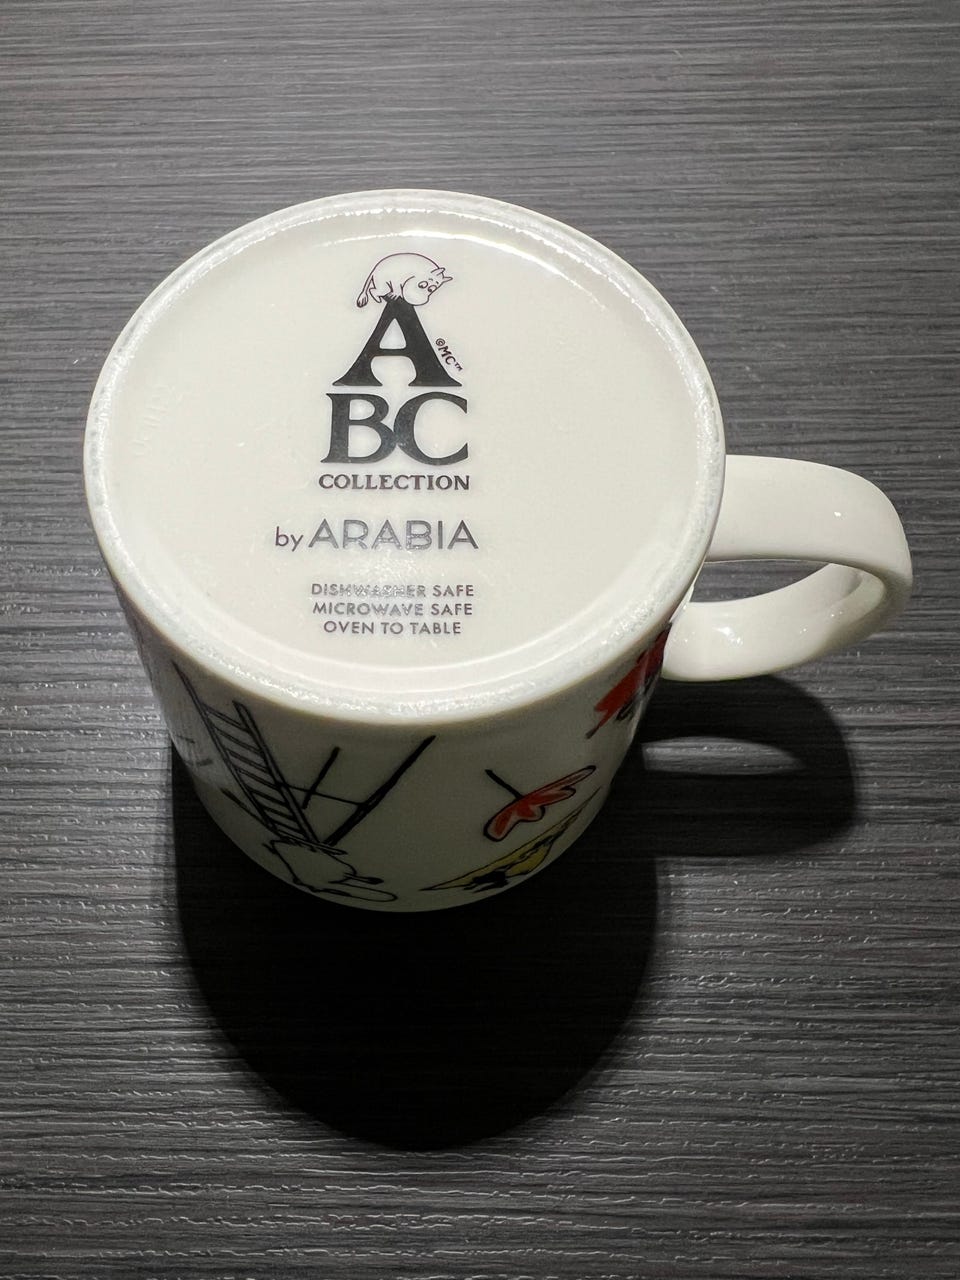 A
©MC™
BC
COLLECTION
by ARABIA
DISHWASHER SAFE
MICROWAVE SAFE
OVEN TO TABLE